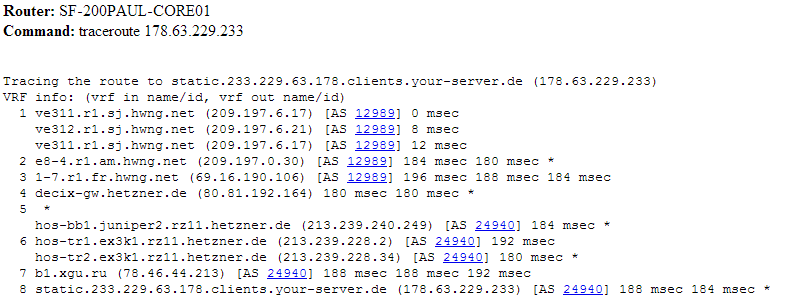 Router: SF-200PAUL-CORE01
Command: traceroute 178.63.229.233
Tracing the route to static.233.229.63.178.clients.your-server.de (178.63.229.233)
VRF info: (vrf in name/id, vrf out name/id)
1 ve311.r1.sj.hwng.net (209.197.6.17) [AS 12989] 0 msec
ve312.r1.sj.hwng.net (209.197.6.21) [AS 12989] 8 msec
ve311.r1.sj.hwng.net (209.197.6.17) [AS 12989] 12 msec
2 e8-4.r1.am.hwng.net (209.197.0.30) [AS 12989] 184 msec 180 msec *
3 1-7.r1.fr.hwng.net (69.16.190.106) [AS 12989] 196 msec 188 msec 184 msec
4 decix-gw.hetzner.de (80.81.192.164) 180 msec 180 msec *
5 *
hos-bb1.juniper2.rz11.hetzner.de (213.239.240.249) [AS 24940] 184 msec *
6 hos-tr1.ex3k1.rz11.hetzner.de (213.239.228.2) [AS 24940] 192 msec
hos-tr2.ex3k1.rz11.hetzner.de (213.239.228.34) [AS 24940] 180 msec *
7 b1.xgu.ru (78.46.44.213) [AS 24940] 188 msec 188 msec 192 msec
8 static.233.229.63.178.clients.your-server.de (178.63.229.233) [AS 24940] 188 msec 184 msec *